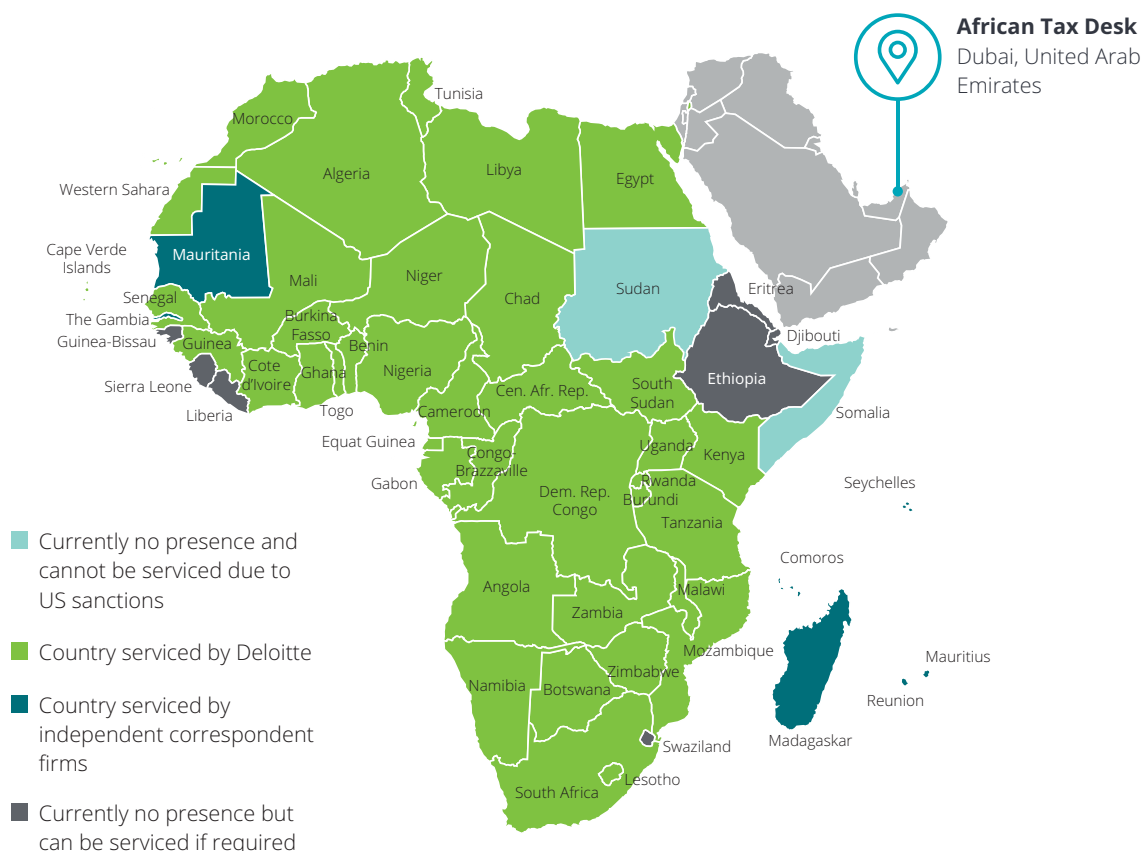 African Tax Desk
Dubai, United Arab
Emirates
Tunisia
Morocco
Algeria
Libya
Egypt
Western Sahara
Mauritania
Cape Verde
Islands
Mali
Niger
Chad
Sudan
Eritrea
Senegal
The Gambia
Burkina
Fasso
Djibouti
Guinea-Bissau
Guinea
Benin
Cote
d'Ivoire
Ghana
Nigeria
Sierra Leone
Cen. Afr. Rep.
South
Sudan
Ethiopia
Liberia
Togo
Cameroon
Somalia
Equat Guinea
Congo-
Brazzaville
Uganda
Kenya
Gabon
Rwanda
Burundi
Seychelles
Dem. Rep.
Congo
Tanzania
Comoros
Angola
Malawi
Zambia
Mozambique
Mauritius
Zimbabwe
Namibia
Botswana
Reunion
Madagaskar
Swaziland
Lesotho
South Africa
Currently no presence and
cannot be serviced due to
US sanctions
Country serviced by Deloitte
Country serviced by
independent correspondent
firms
Currently no presence but
can be serviced if required